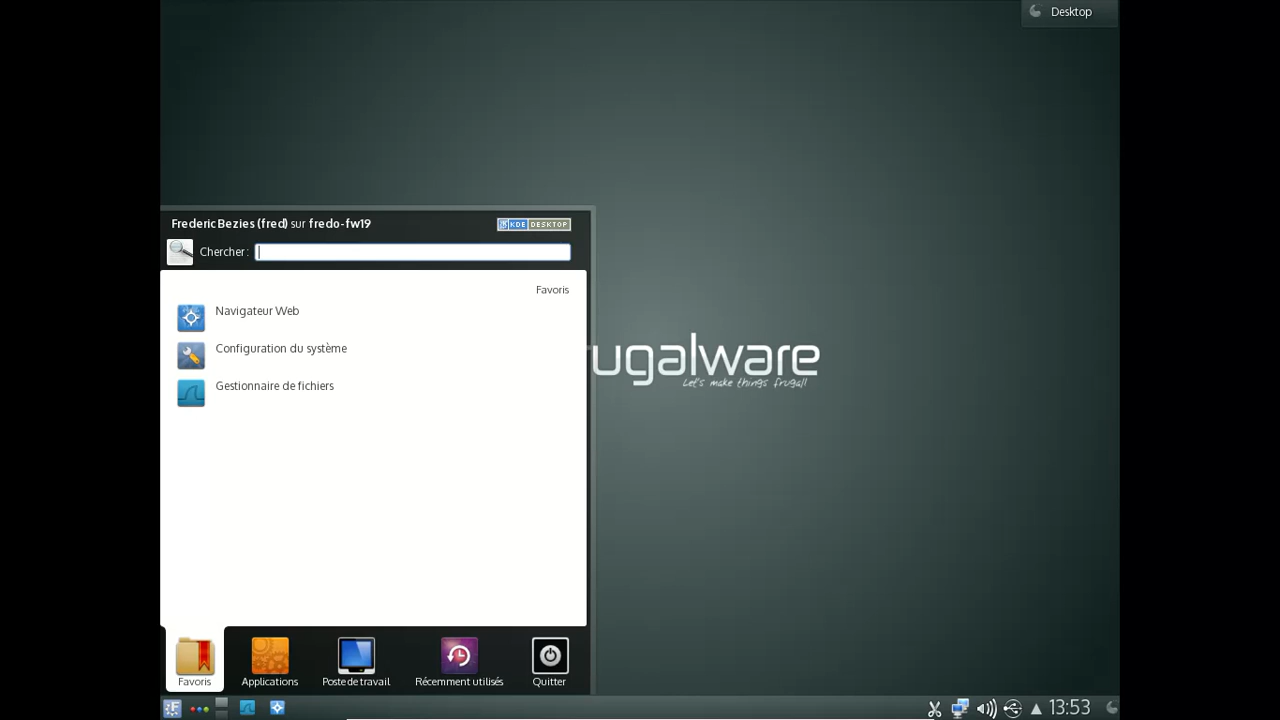 Desktop
Frederic Bezies (fred) sur fredo-fw19
KDE DESKTOP
Chercher :
Favoris
Navigateur Web
Configuration du système
Gestionnaire de fichiers
ugalware
Let's make things frugal!
Favoris
Applications
Poste de travail
Récemment utilisés
Quitter
13:53